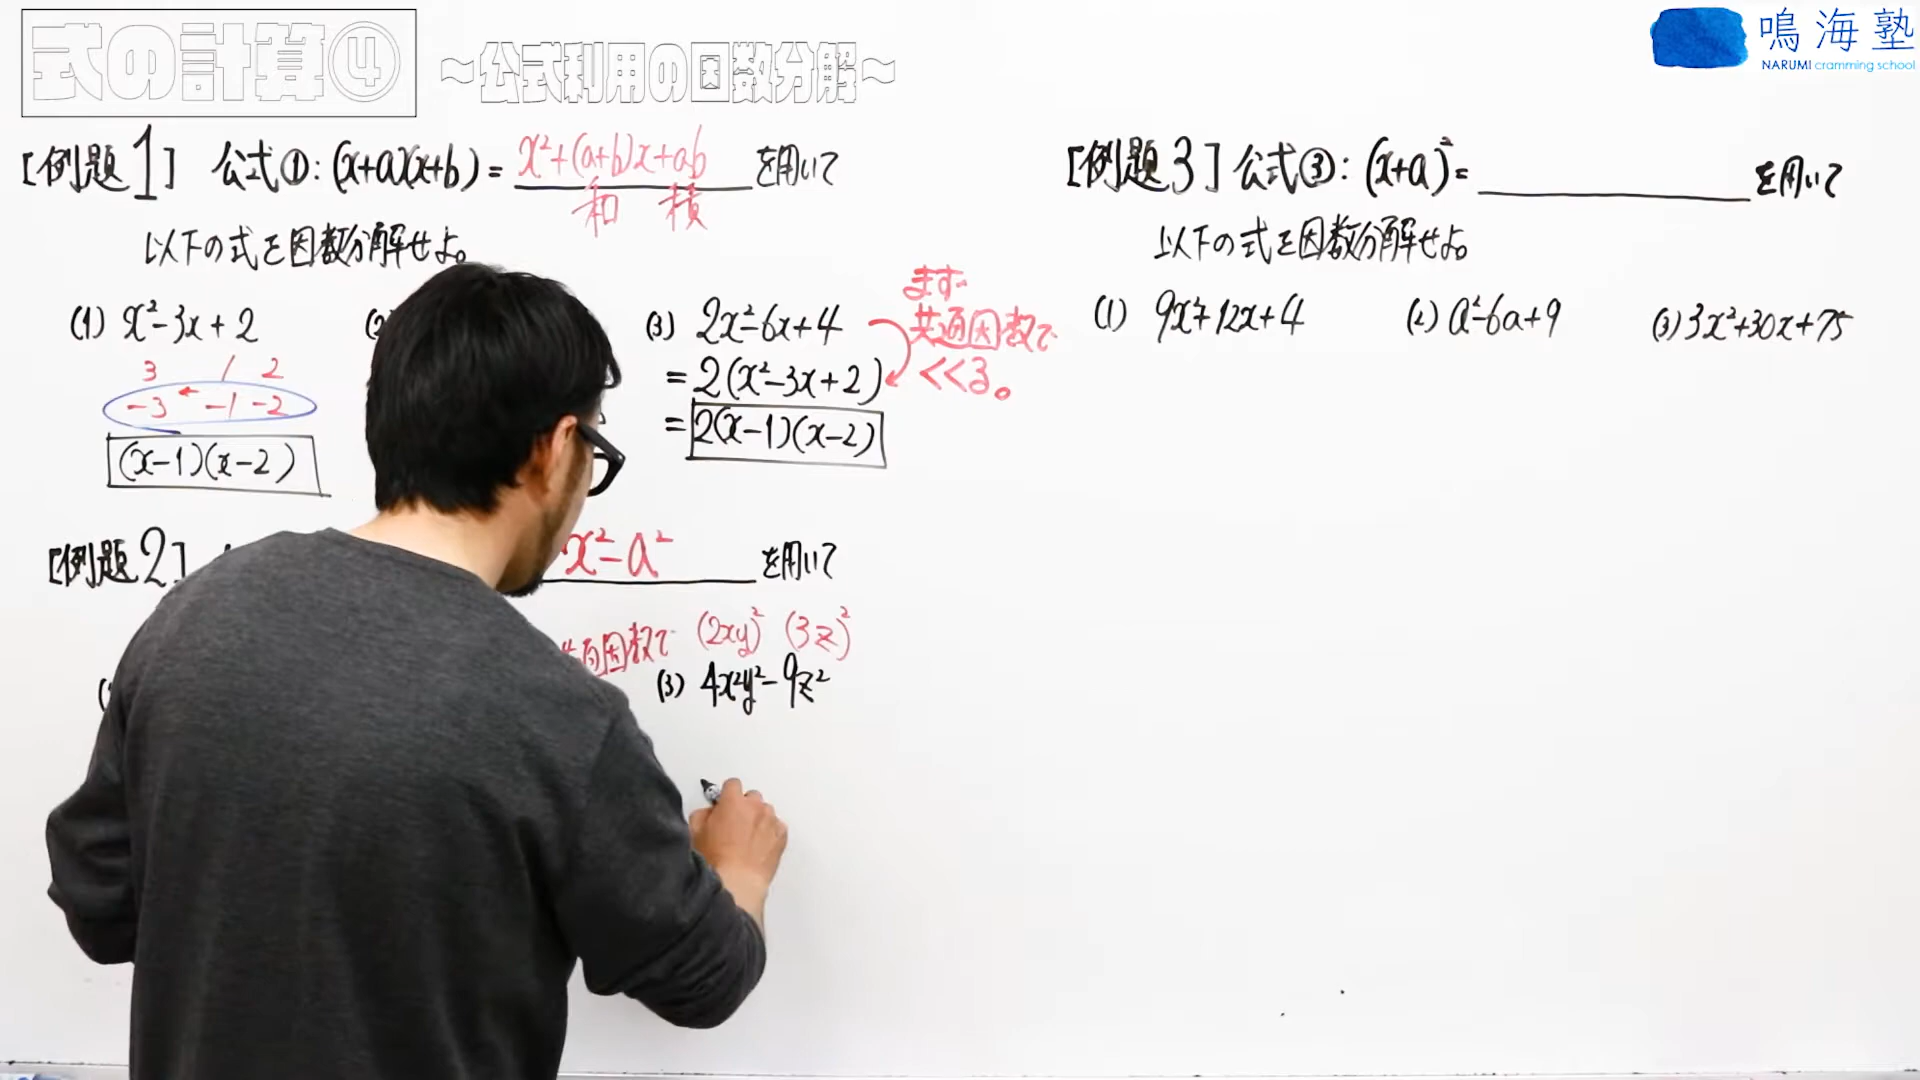 式の計算④ ～公式利用の因数分解～
鳴海塾
NARUMI cramming school
[例題1] 公式①: (x+a)(x+b) = x²+(a+b)x+ab を用いて
和 積
以下の式を因数分解せよ。
(1) x²-3x+2
3 1 2
-3 ← -1 -2
(x-1)(x-2)
(3) 2x²-6x+4
= 2(x²-3x+2)
= 2(x-1)(x-2)
まず
共通因数で
くくる。
[例題2]
x²-a² を用いて
因数で
(2xy)² (3z)²
(3) 4x²y²-9z²
[例題3] 公式③: (x+a)² = を用いて
以下の式を因数分解せよ。
(1) 9x²+12x+4
(2) a²-6a+9
(3) 3x²+30x+75